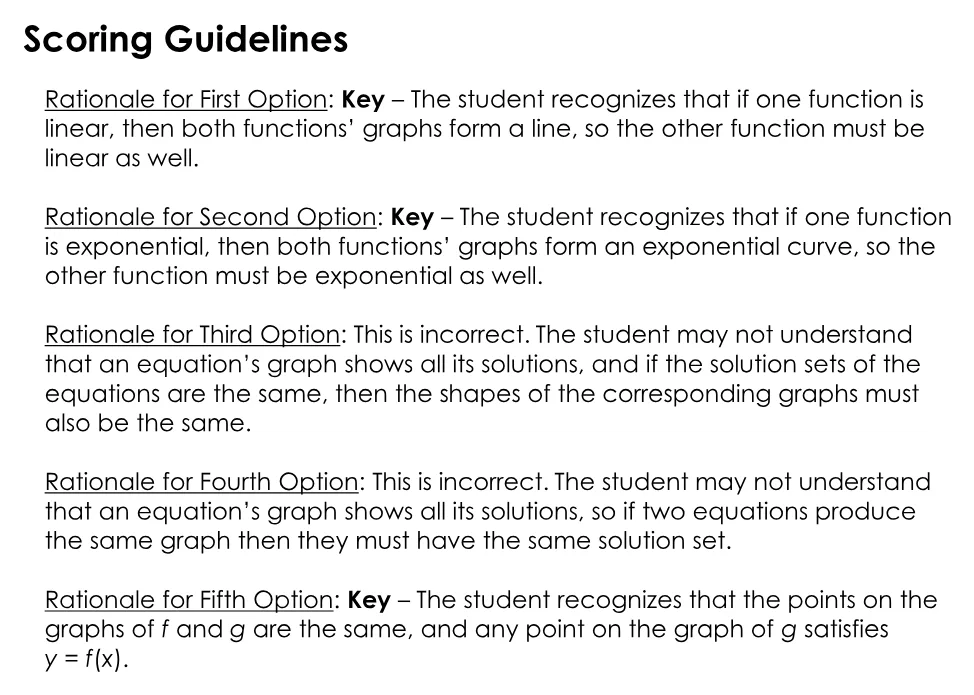 Scoring Guidelines
Rationale for First Option: Key – The student recognizes that if one function is
linear, then both functions’ graphs form a line, so the other function must be
linear as well.
Rationale for Second Option: Key – The student recognizes that if one function
is exponential, then both functions’ graphs form an exponential curve, so the
other function must be exponential as well.
Rationale for Third Option: This is incorrect. The student may not understand
that an equation’s graph shows all its solutions, and if the solution sets of the
equations are the same, then the shapes of the corresponding graphs must
also be the same.
Rationale for Fourth Option: This is incorrect. The student may not understand
that an equation’s graph shows all its solutions, so if two equations produce
the same graph then they must have the same solution set.
Rationale for Fifth Option: Key – The student recognizes that the points on the
graphs of f and g are the same, and any point on the graph of g satisfies
y = f(x).